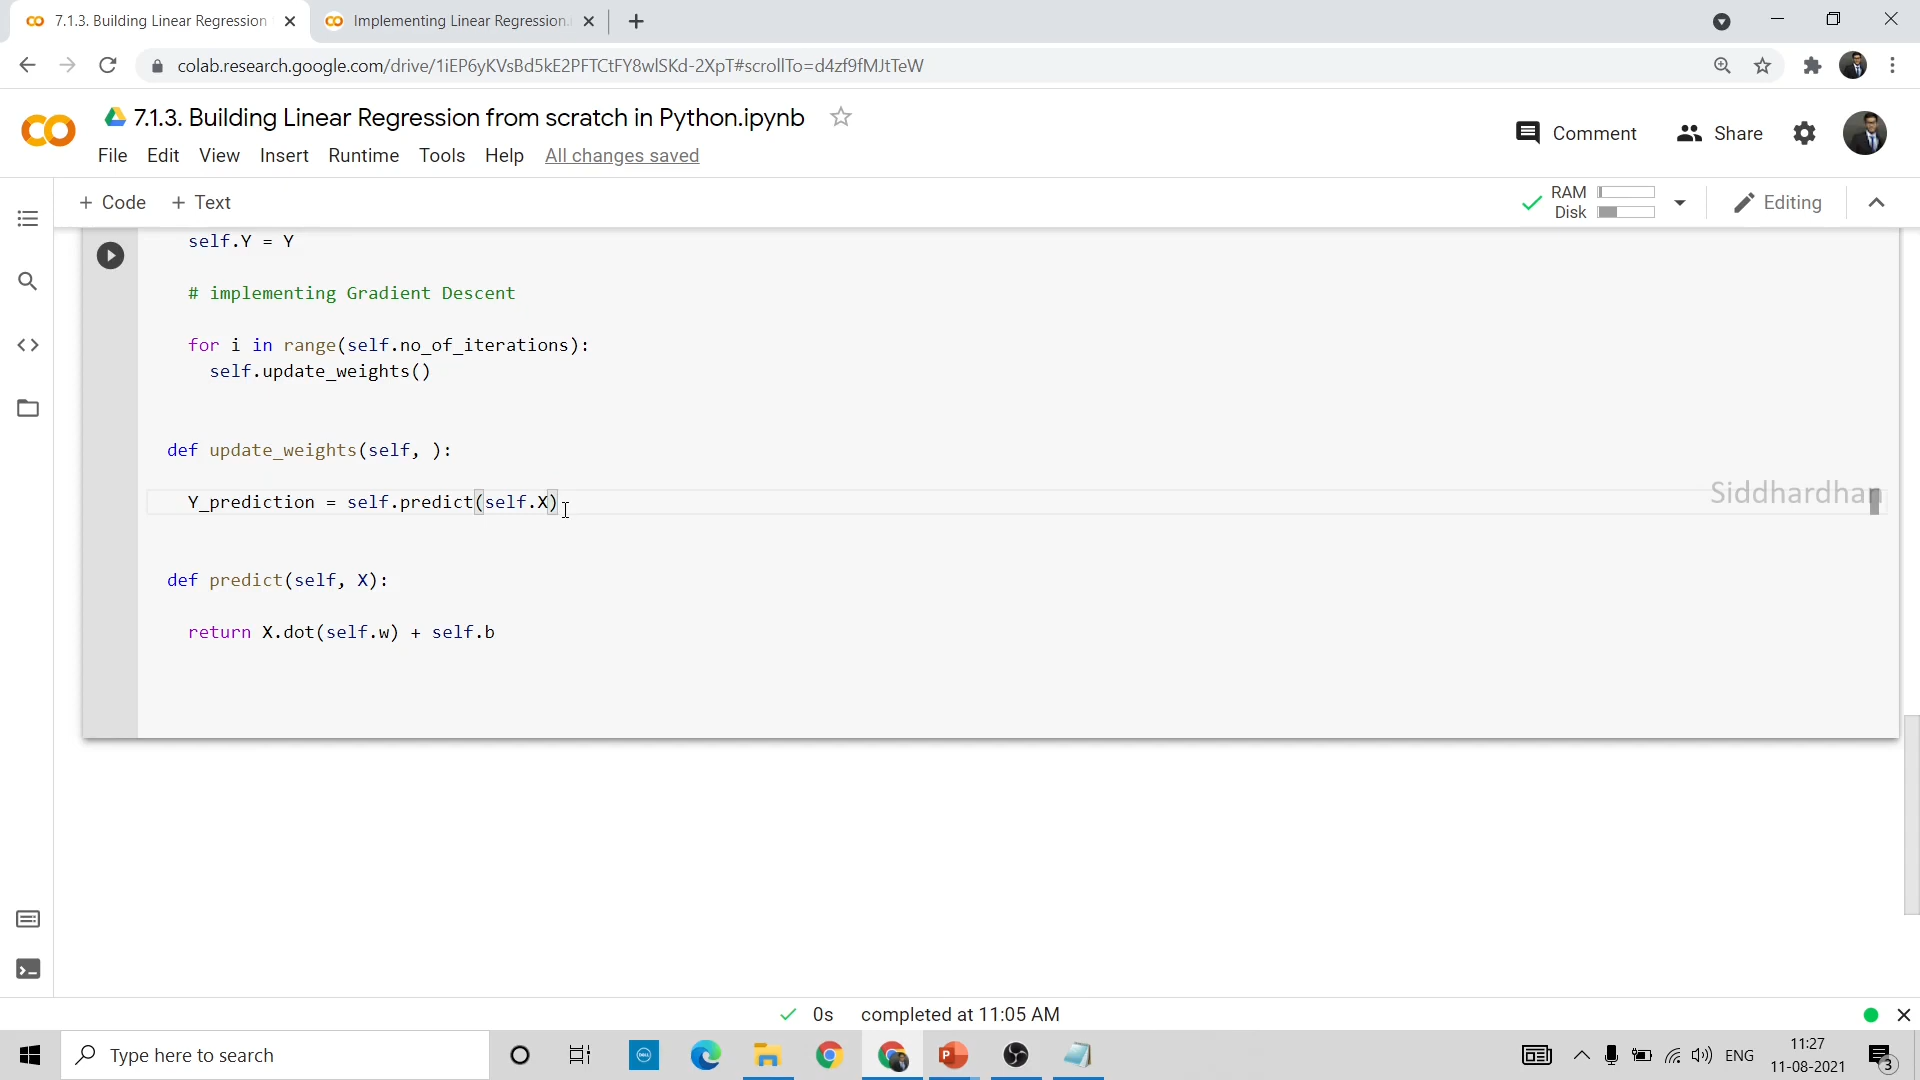 7.1.3. Building Linear Regression
Implementing Linear Regression.
colab.research.google.com/drive/1iEP6yKVsBd5kE2PFTCtFY8wlSKd-2XpT#scrollTo=d4zf9fMJtTeW
7.1.3. Building Linear Regression from scratch in Python.ipynb
Comment
Share
File Edit View Insert Runtime Tools Help All changes saved
+ Code + Text
RAM
Disk
Editing
self.Y = Y
# implementing Gradient Descent
for i in range(self.no_of_iterations):
self.update_weights()
def update_weights(self, ):
Y_prediction = self.predict(self.X)
Siddhardhan
def predict(self, X):
return X.dot(self.w) + self.b
0s completed at 11:05 AM
Type here to search
DELL
ENG
11:27
11-08-2021
3